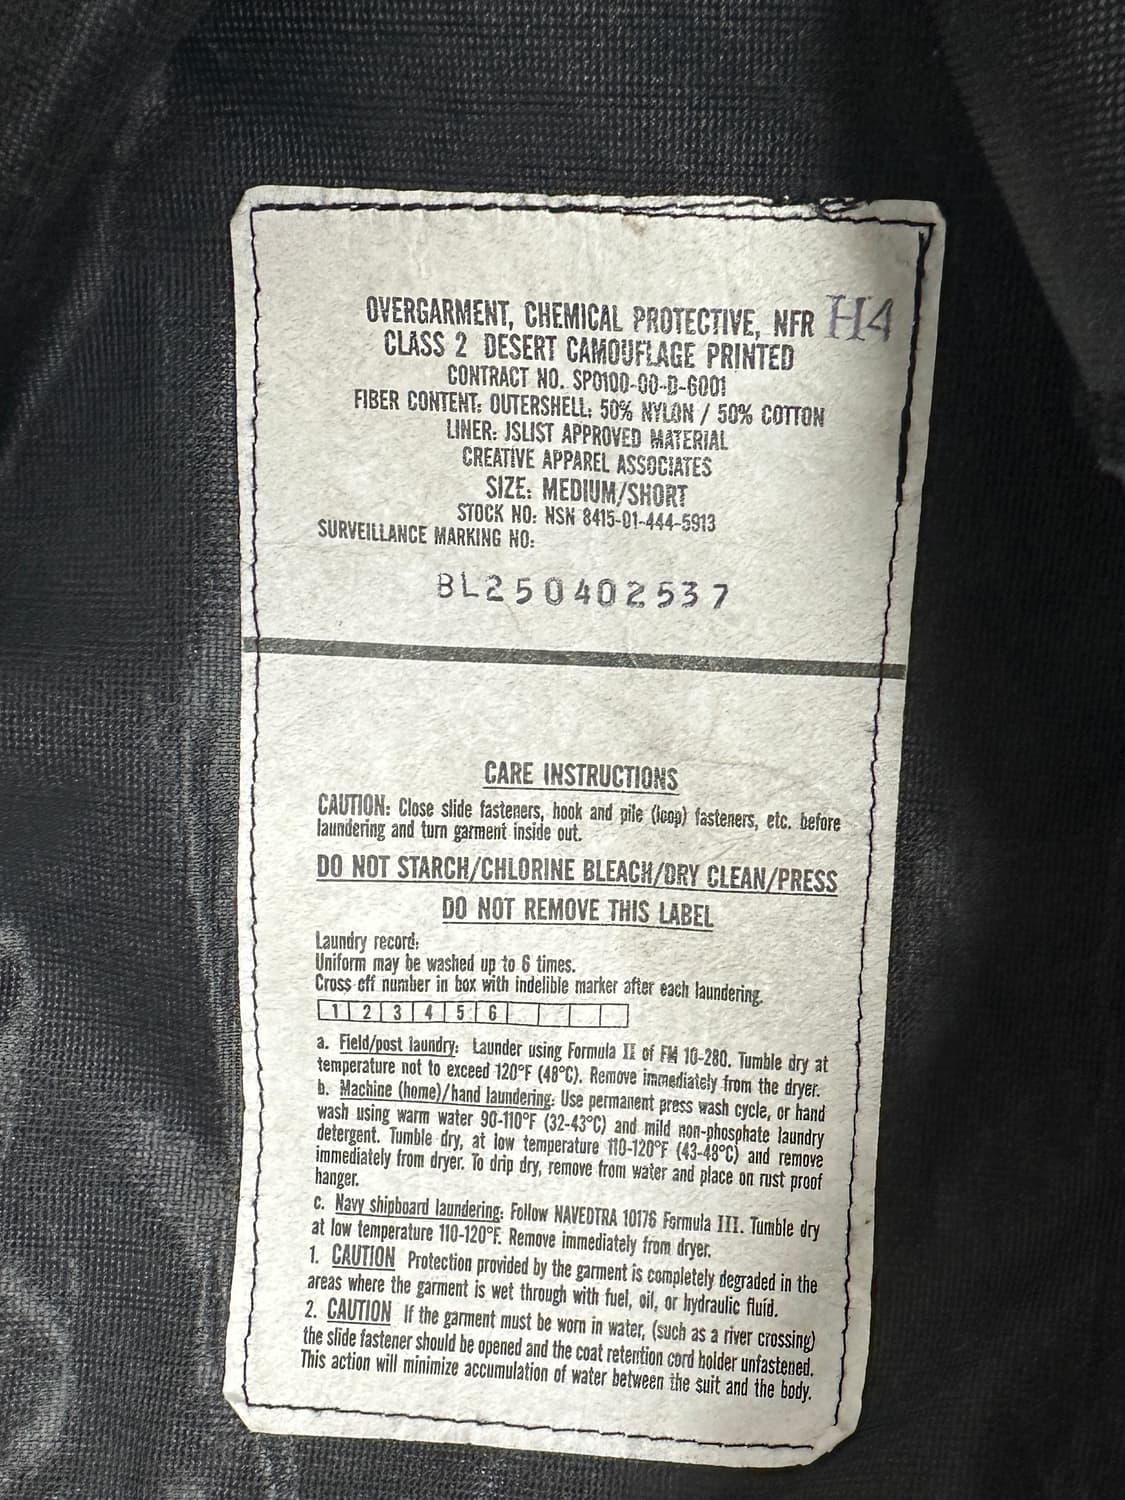 OVERGARMENT, CHEMICAL PROTECTIVE, NFR H4
CLASS 2 DESERT CAMOUFLAGE PRINTED
CONTRACT NO. SP0100-00-D-6001
FIBER CONTENT: OUTERSHELL: 50% NYLON / 50% COTTON
LINER: JSLIST APPROVED MATERIAL
CREATIVE APPAREL ASSOCIATES
SIZE: MEDIUM/SHORT
STOCK NO: NSN 8415-01-444-5913
SURVEILLANCE MARKING NO:
BL250402537
CARE INSTRUCTIONS
CAUTION: Close slide fasteners, hook and pile (loop) fasteners, etc. before
laundering and turn garment inside out.
DO NOT STARCH/CHLORINE BLEACH/DRY CLEAN/PRESS
DO NOT REMOVE THIS LABEL
Laundry record:
Uniform may be washed up to 6 times.
Cross off number in box with indelible marker after each laundering.
1 2 3 4 5 6
a. Field/post laundry: Launder using Formula II of FM 10-280. Tumble dry at
temperature not to exceed 120°F (48°C). Remove immediately from the dryer.
b. Machine (home)/hand laundering: Use permanent press wash cycle, or hand
wash using warm water 90-110°F (32-43°C) and mild non-phosphate laundry
detergent. Tumble dry, at low temperature 110-120°F (43-48°C) and remove
immediately from dryer. To drip dry, remove from water and place on rust proof
hanger.
c. Navy shipboard laundering: Follow NAVEDTRA 10176 Formula III. Tumble dry
at low temperature 110-120°F. Remove immediately from dryer.
1. CAUTION Protection provided by the garment is completely degraded in the
areas where the garment is wet through with fuel, oil, or hydraulic fluid.
2. CAUTION If the garment must be worn in water, (such as a river crossing)
the slide fastener should be opened and the coat retention cord holder unfastened.
This action will minimize accumulation of water between the suit and the body.